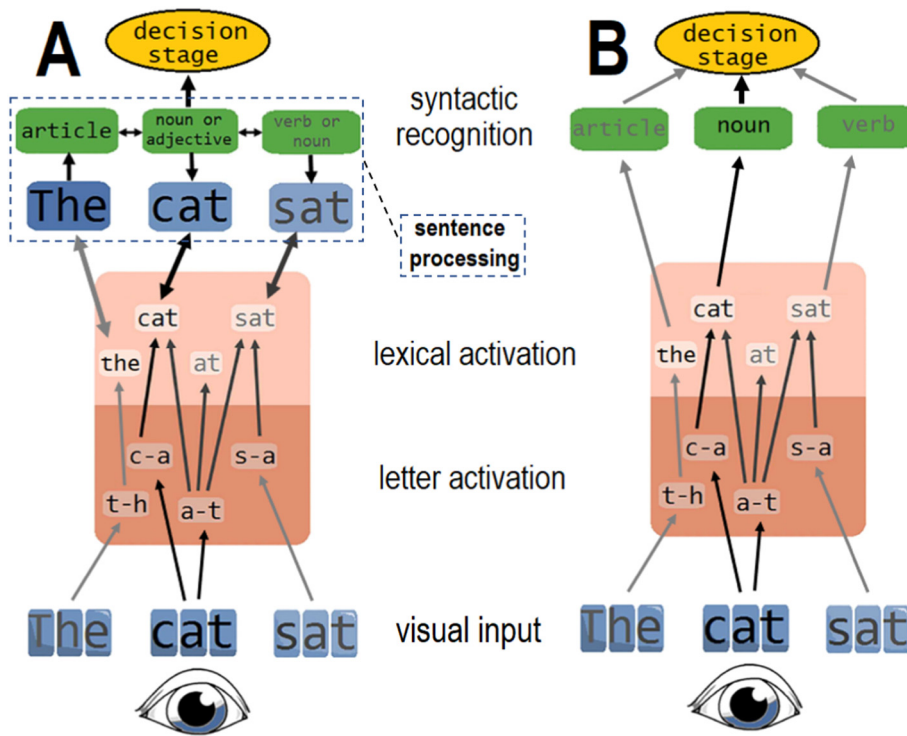 A
decision
stage
article
noun or
adjective
verb or
noun
The
cat
sat
sentence
processing
cat
sat
the
at
c-a
s-a
t-h
a-t
The
cat
sat
syntactic
recognition
lexical activation
letter activation
visual input
B
decision
stage
article
noun
verb
cat
sat
the
at
c-a
s-a
t-h
a-t
The
cat
sat